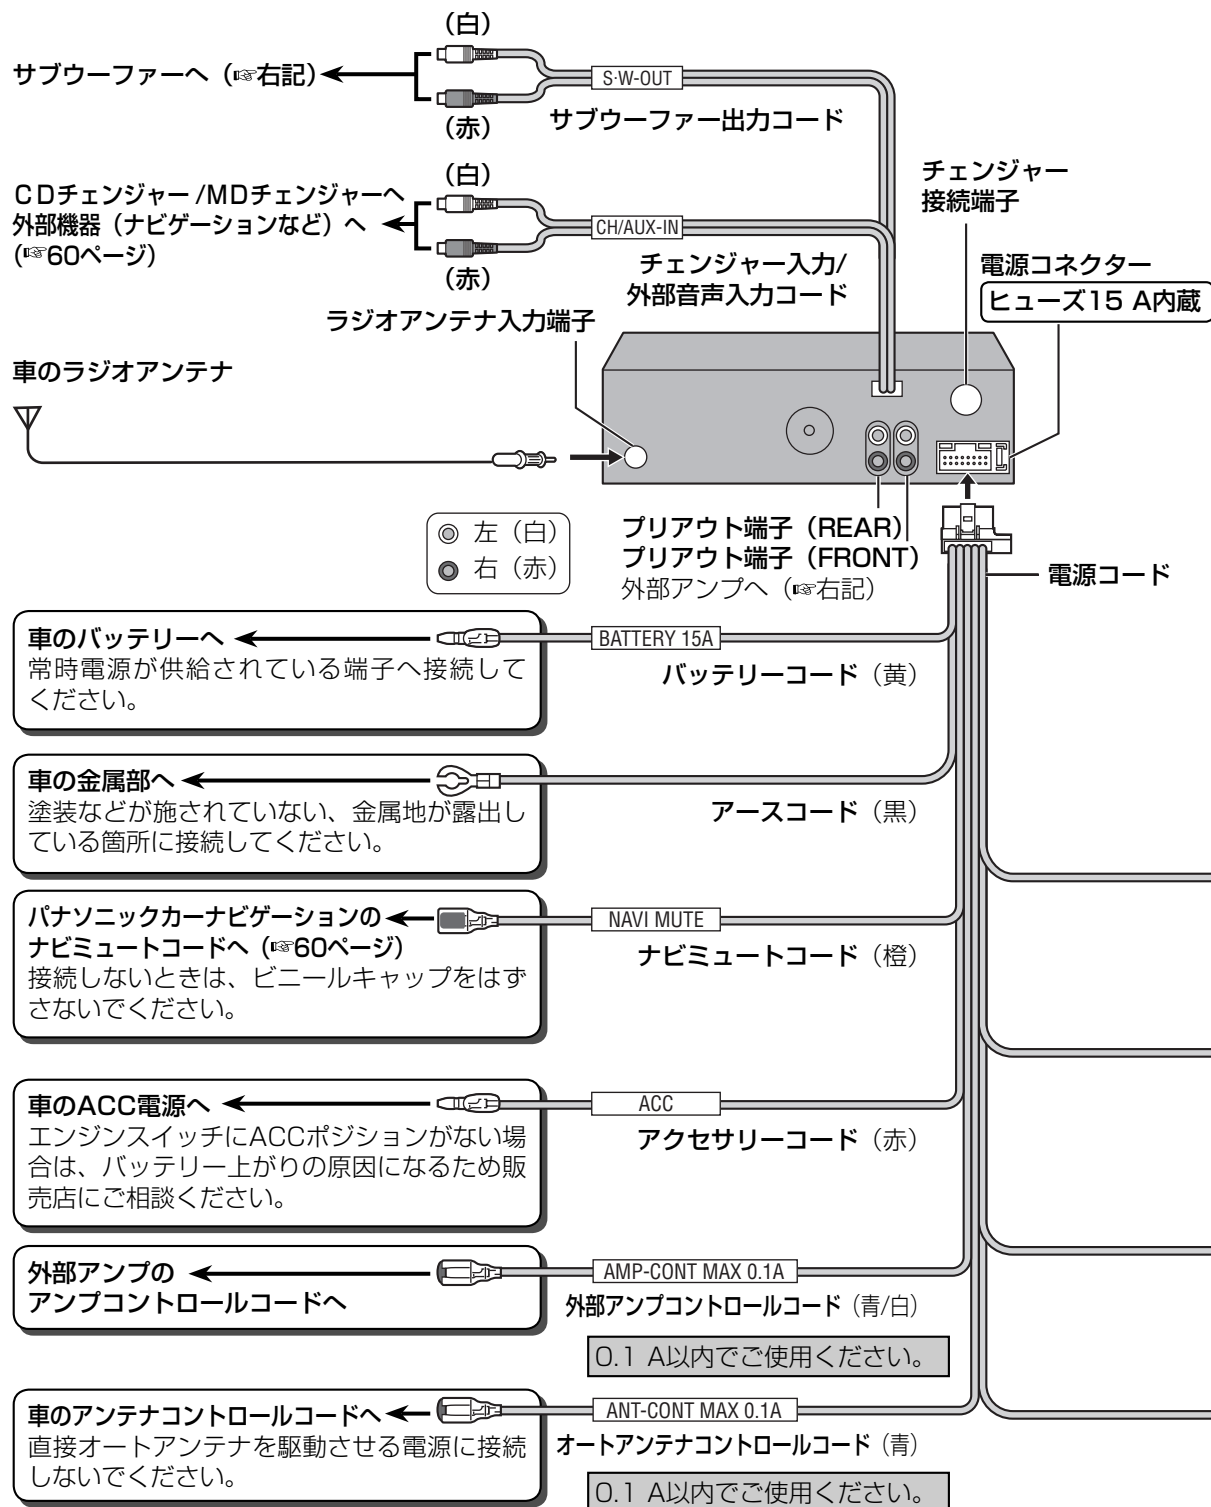 （白）
サブウーファーへ（☞右記）
S·W-OUT
（赤）
サブウーファー出力コード
（白）
CDチェンジャー/MDチェンジャーへ
外部機器（ナビゲーションなど）へ
（☞60ページ）
CH/AUX-IN
（赤）
チェンジャー入力/
外部音声入力コード
チェンジャー
接続端子
電源コネクター
ヒューズ15 A内蔵
ラジオアンテナ入力端子
車のラジオアンテナ
左（白）
右（赤）
プリアウト端子（REAR）
プリアウト端子（FRONT）
外部アンプへ（☞右記）
電源コード
車のバッテリーへ
常時電源が供給されている端子へ接続して
ください。
BATTERY 15A
バッテリーコード（黄）
車の金属部へ
塗装などが施されていない、金属地が露出し
ている箇所に接続してください。
アースコード（黒）
パナソニックカーナビゲーションの
ナビミュートコードへ（☞60ページ）
接続しないときは、ビニールキャップをはず
さないでください。
NAVI MUTE
ナビミュートコード（橙）
車のACC電源へ
エンジンスイッチにACCポジションがない場
合は、バッテリー上がりの原因になるため販
売店にご相談ください。
ACC
アクセサリーコード（赤）
外部アンプの
アンプコントロールコードへ
AMP-CONT MAX 0.1A
外部アンプコントロールコード（青/白）
0.1 A以内でご使用ください。
車のアンテナコントロールコードへ
直接オートアンテナを駆動させる電源に接続
しないでください。
ANT-CONT MAX 0.1A
オートアンテナコントロールコード（青）
0.1 A以内でご使用ください。